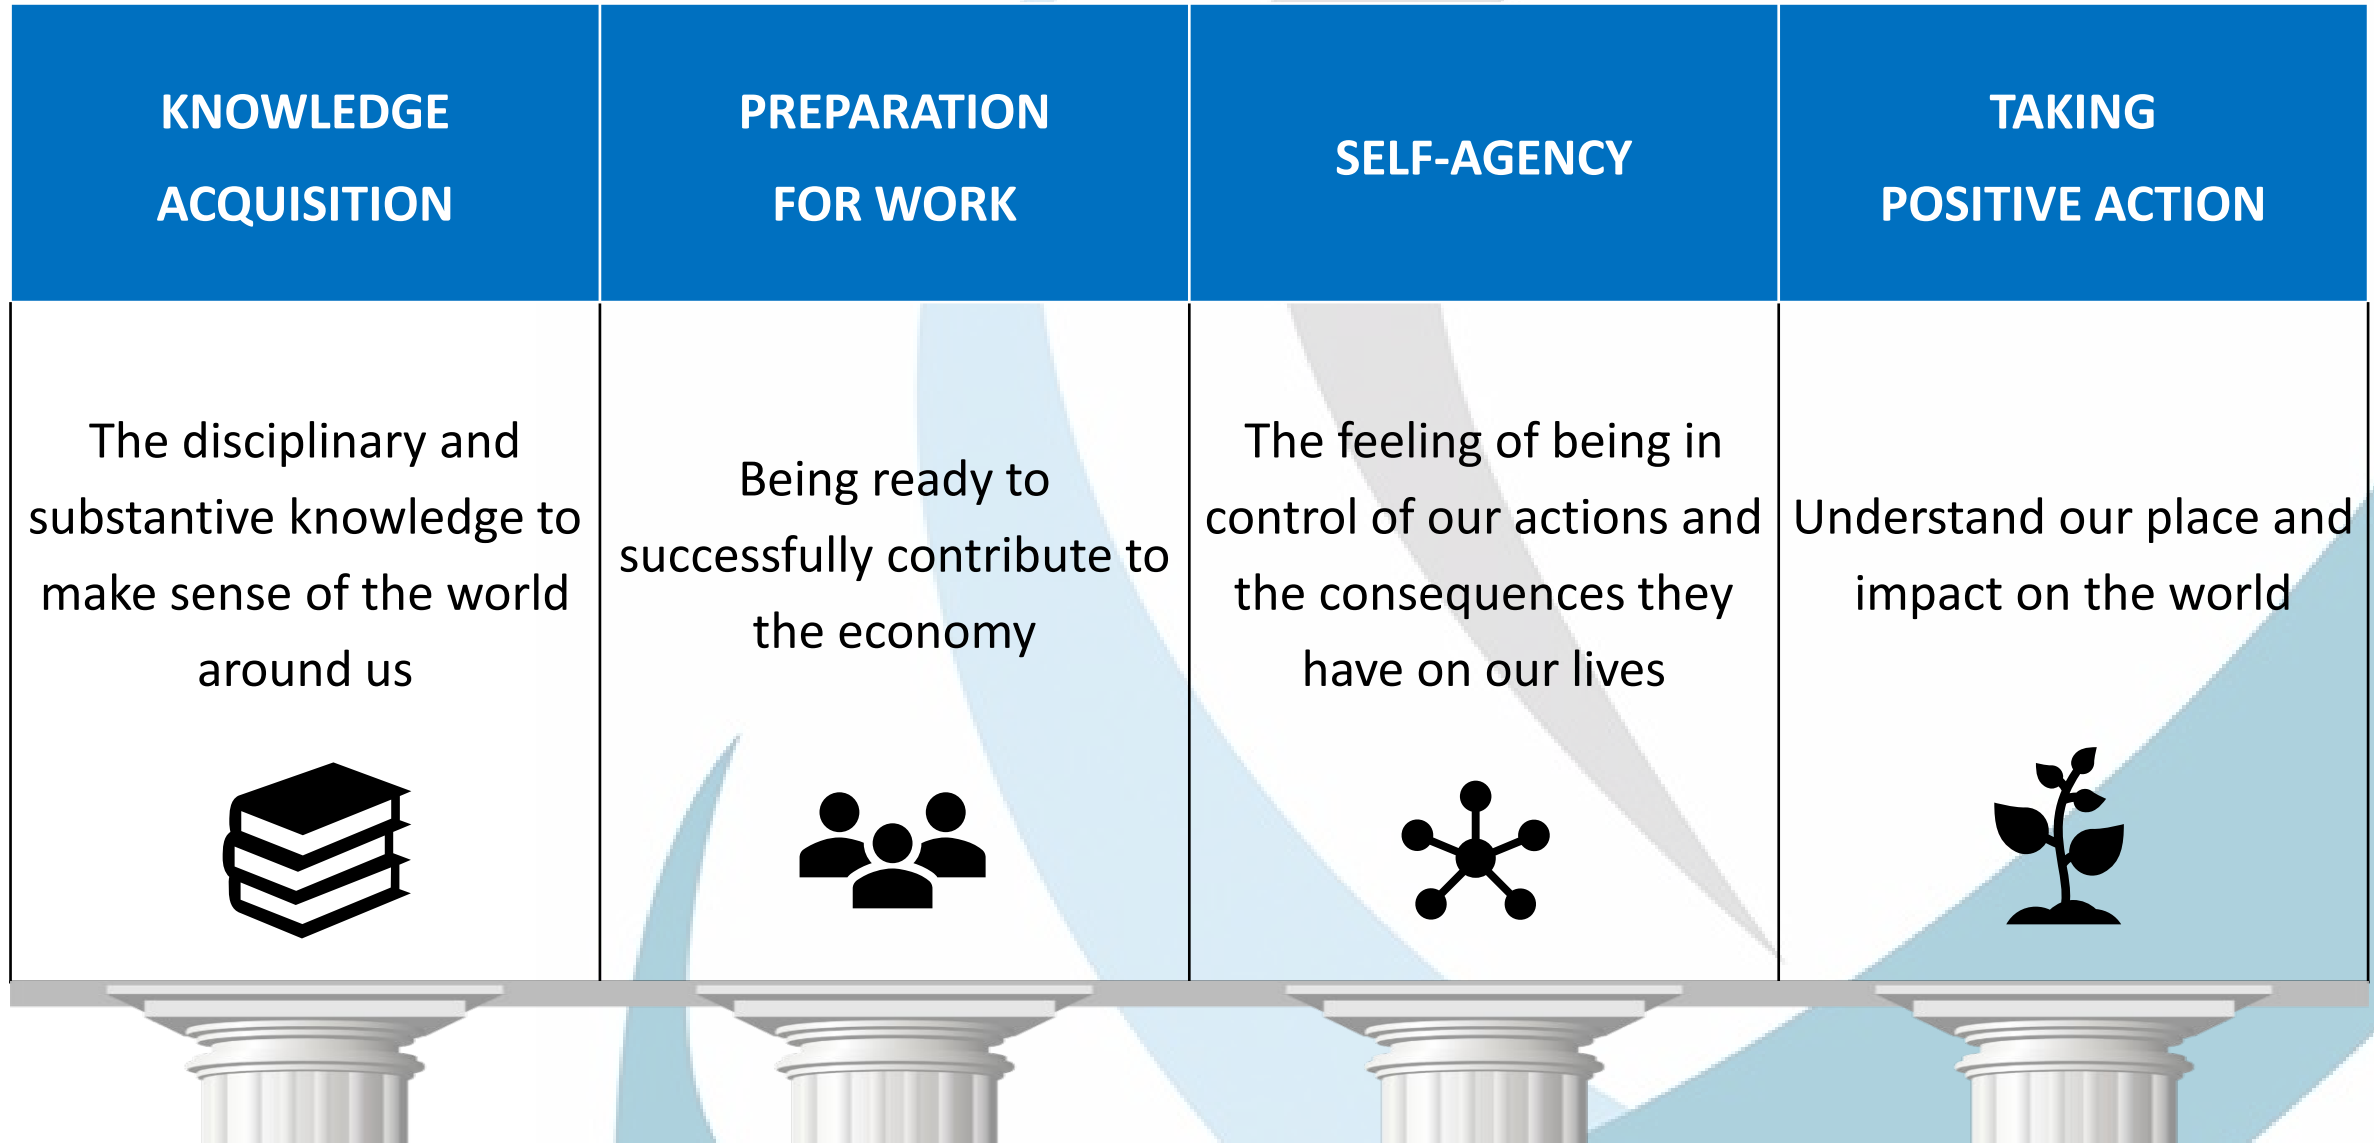 KNOWLEDGE
ACQUISITION
PREPARATION
FOR WORK
SELF-AGENCY
TAKING
POSITIVE ACTION
The disciplinary and
substantive knowledge to
make sense of the world
around us
Being ready to
successfully contribute to
the economy
The feeling of being in
control of our actions and
the consequences they
have on our lives
Understand our place and
impact on the world